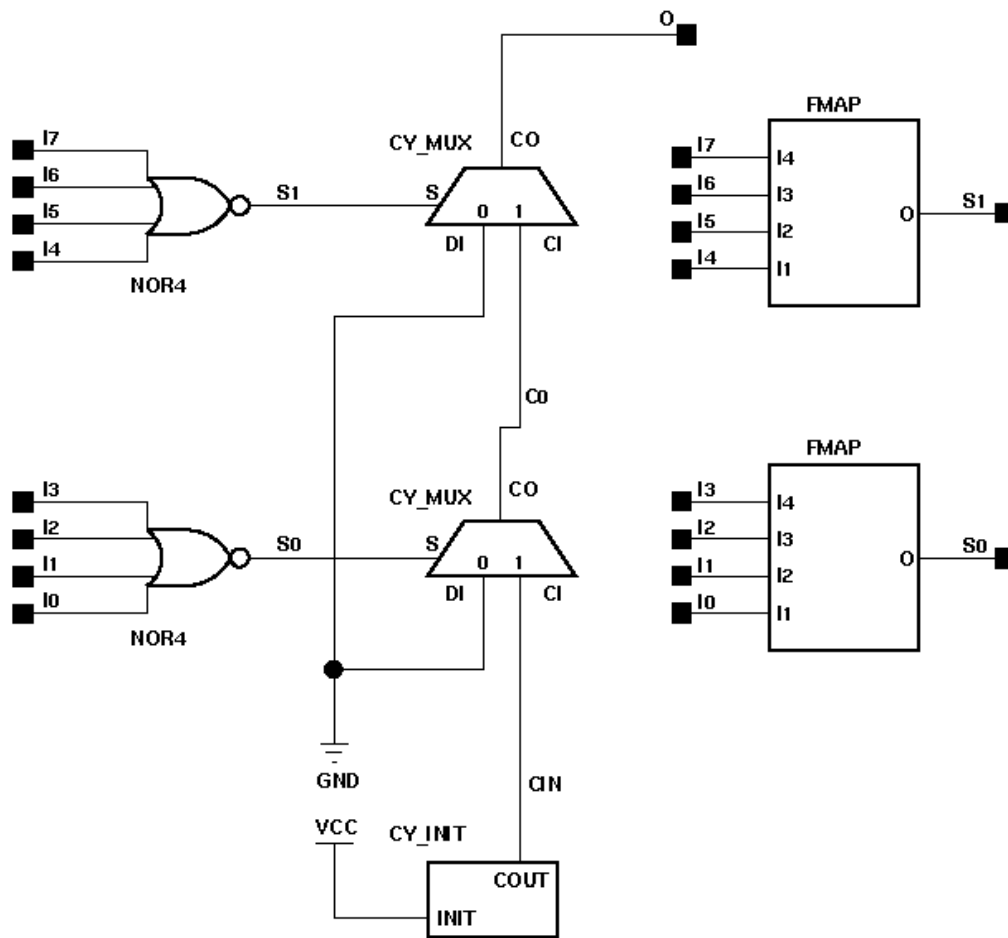 O
FMAP
I7
I6
I5
I4
S1
CY_MUX
CO
S
0 1
DI CI
NOR4
I7 I4
I6 I3
I5 I2
I4 I1
O S1
C0
FMAP
I3
I2
I1
I0
S0
CY_MUX
CO
S
0 1
DI CI
NOR4
I3 I4
I2 I3
I1 I2
I0 I1
O S0
GND
CIN
VCC
CY_INIT
COUT
INIT